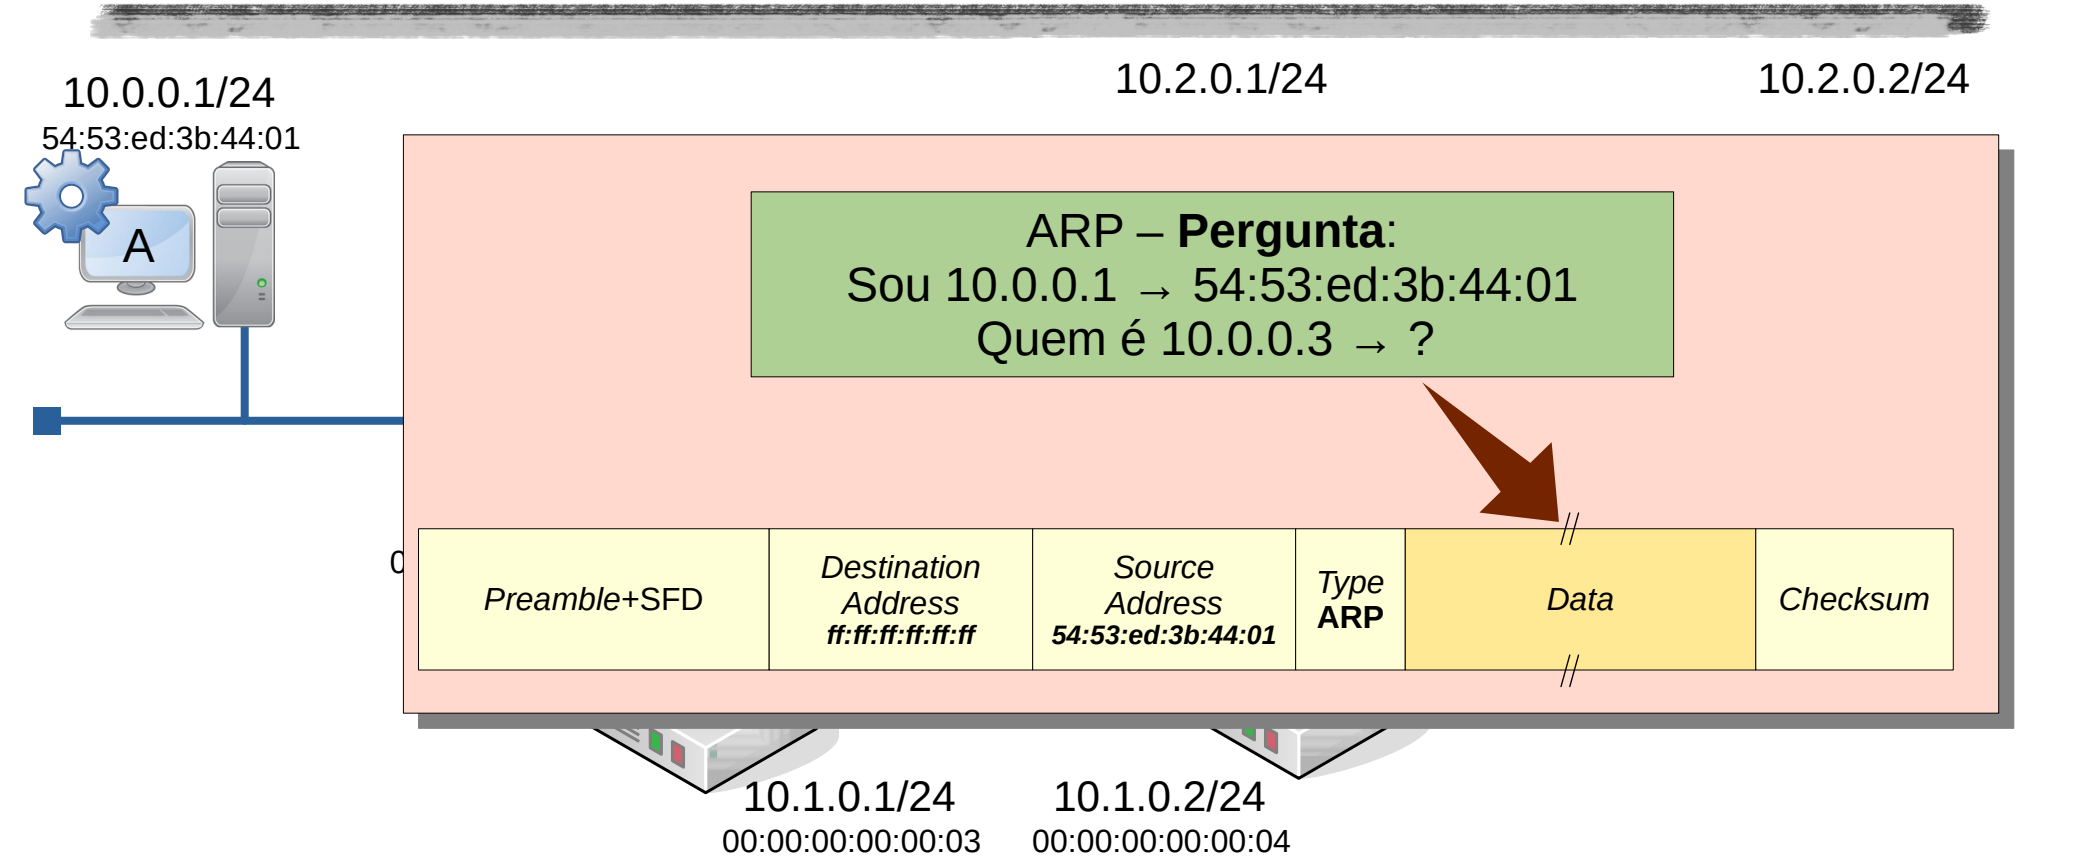 10.0.0.1/24
54:53:ed:3b:44:01
10.2.0.1/24
10.2.0.2/24
A
ARP – Pergunta:
Sou 10.0.0.1 → 54:53:ed:3b:44:01
Quem é 10.0.0.3 → ?
Preamble+SFD
Destination
Address
ff:ff:ff:ff:ff:ff
Source
Address
54:53:ed:3b:44:01
Type
ARP
Data
Checksum
10.1.0.1/24
00:00:00:00:00:03
10.1.0.2/24
00:00:00:00:00:04